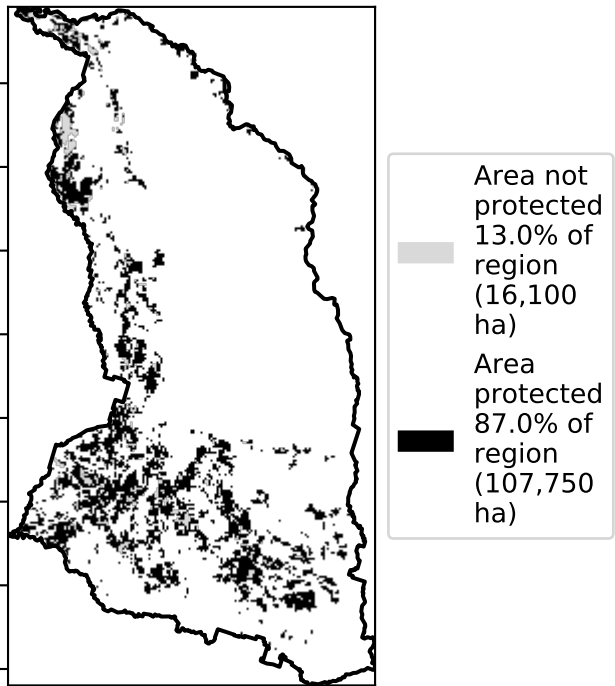 Area not
protected
13.0% of
region
(16,100
ha)
Area
protected
87.0% of
region
(107,750
ha)